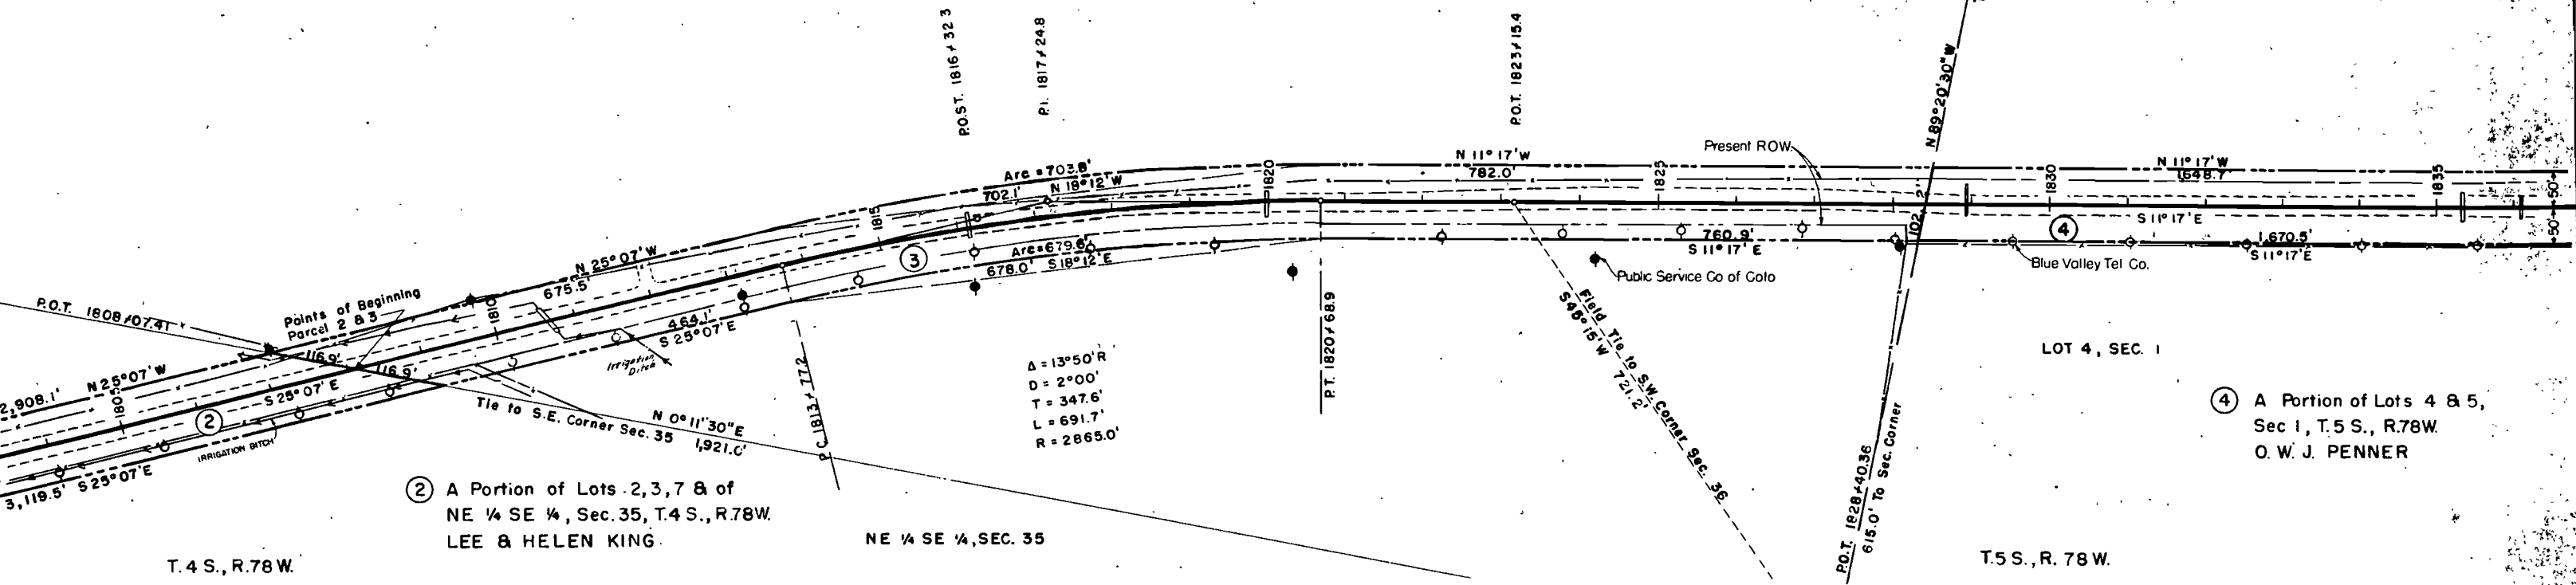 P.O.S.T. 1816+32 3
P.I. 1817+24.8
P.O.T. 1823+15.4
N 89°20'30"W
Present ROW
N 11°17'W
782.0'
N 11°17'W
1648.7'
Arc = 703.8'
702.1' N 18°12'W
1820
1825
1830
1835
50'
50'
1815
3
Arc = 679.6'
678.0' S 18°12'E
760.9'
S 11°17' E
102.2'
S 11°17'E
4
1,670.5'
S 11°17'E
Blue Valley Tel Co.
Public Service Co of Colo
N 25°07'W
675.5'
1810
464.1'
S 25°07'E
Irrigation
Ditch
P.O.T. 1808+07.41
Points of Beginning
Parcel 2 & 3
116.9'
116.9'
2,908.1'
N 25°07'W
1805
S 25°07' E
2
IRRIGATION DITCH
3,119.5' S 25°07'E
Tie to S.E. Corner Sec. 35
N 0°11'30"E
1,921.0'
P.C. 1813+77.2
Δ = 13°50'R
D = 2°00'
T = 347.6'
L = 691.7'
R = 2865.0'
P.T. 1820+68.9
Field Tie to S.W. Corner Sec. 36
S 48°15'W 721.2'
P.O.T. 1828+40.36
615.0' To Sec. Corner
LOT 4, SEC. 1
4 A Portion of Lots 4 & 5,
Sec 1, T.5 S., R.78W.
O. W. J. PENNER
2 A Portion of Lots 2,3,7 & of
NE 1/4 SE 1/4, Sec. 35, T.4 S., R.78W.
LEE & HELEN KING
NE 1/4 SE 1/4, SEC. 35
T. 4 S., R.78 W.
T.5 S., R. 78 W.